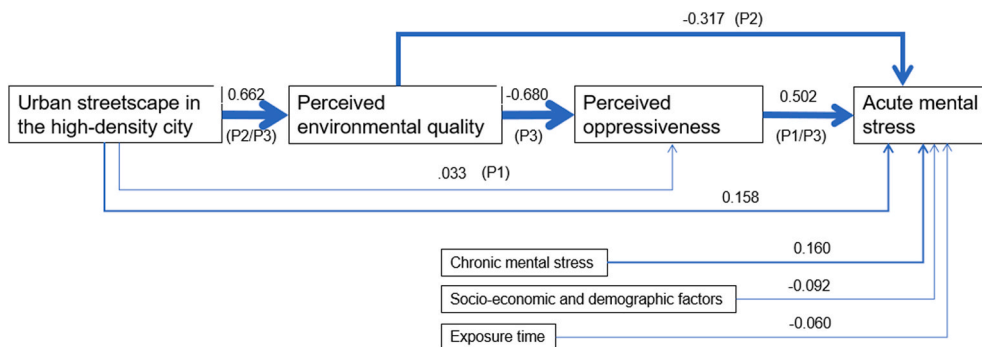 -0.317 (P2)
0.662
-0.680
0.502
Urban streetscape in
the high-density city
Perceived
environmental quality
Perceived
oppressiveness
Acute mental
stress
(P2/P3)
(P3)
(P1/P3)
.033 (P1)
0.158
Chronic mental stress
0.160
Socio-economic and demographic factors
-0.092
Exposure time
-0.060